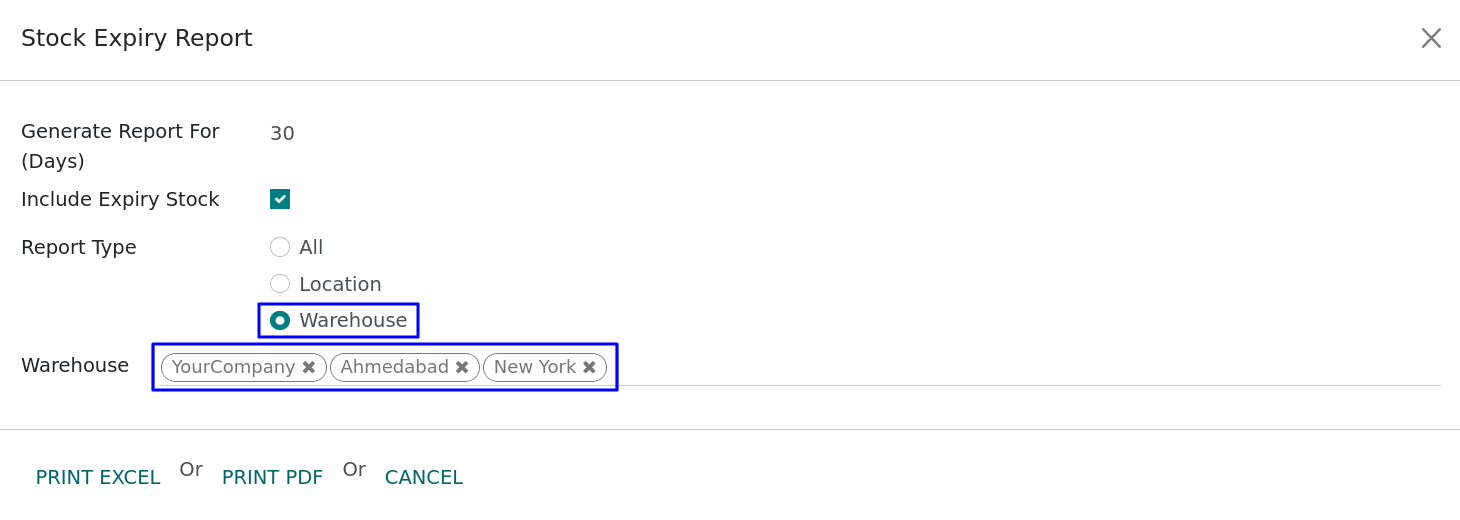 Stock Expiry Report
Generate Report For
(Days)
30
Include Expiry Stock
Report Type
All
Location
Warehouse
Warehouse
YourCompany Ahmedabad New York
PRINT EXCEL Or PRINT PDF Or CANCEL